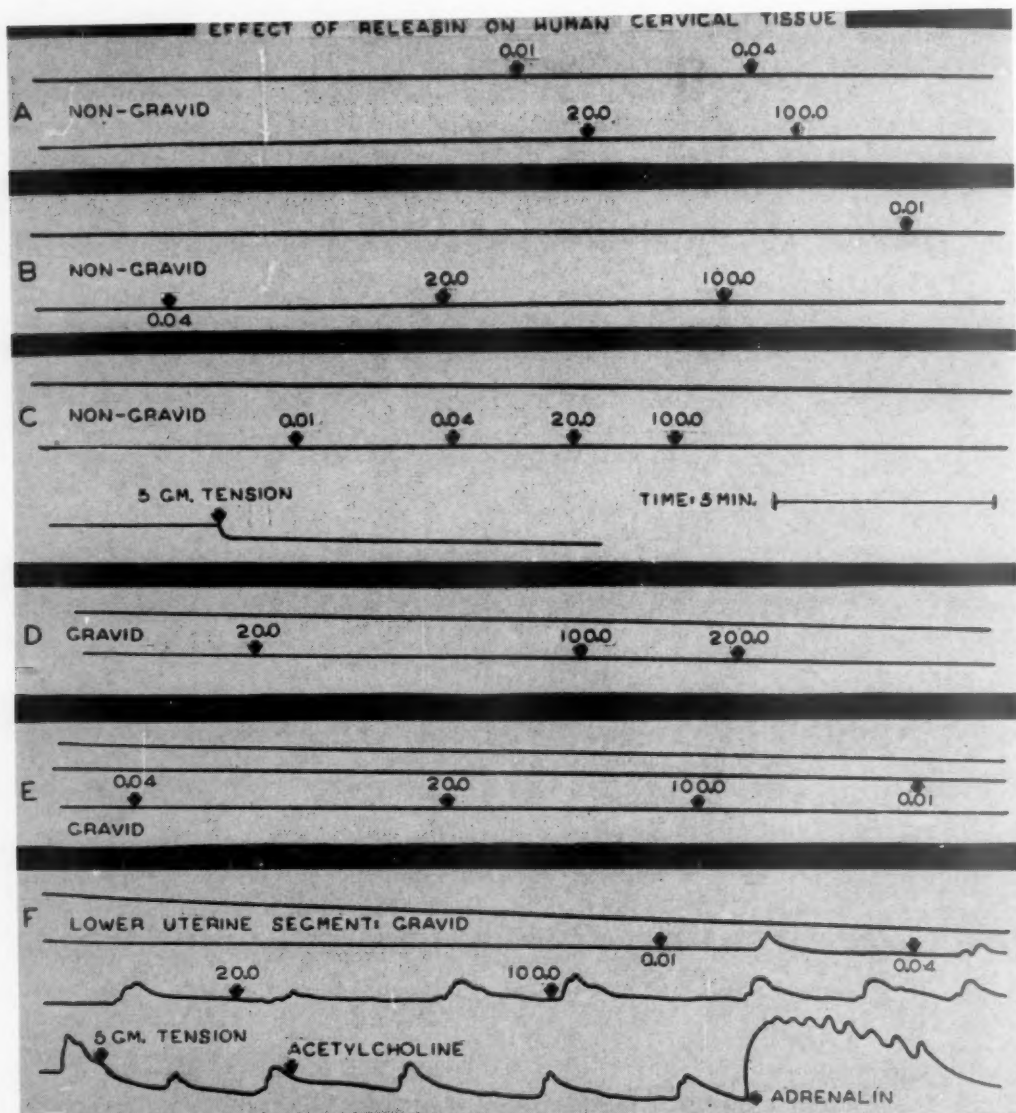 EFFECT OF RELEASIN ON HUMAN CERVICAL TISSUE
0.01 0.04
A NON-GRAVID
20.0 100.0
0.01
B NON-GRAVID
20.0 100.0
0.04
C NON-GRAVID
0.01 0.04 20.0 100.0
5 GM. TENSION
TIME: 5 MIN.
D GRAVID
20.0 100.0 200.0
E
0.04 20.0 100.0 0.01
GRAVID
F LOWER UTERINE SEGMENT: GRAVID
0.01 0.04
20.0 100.0
5 GM. TENSION
ACETYLCHOLINE
ADRENALIN